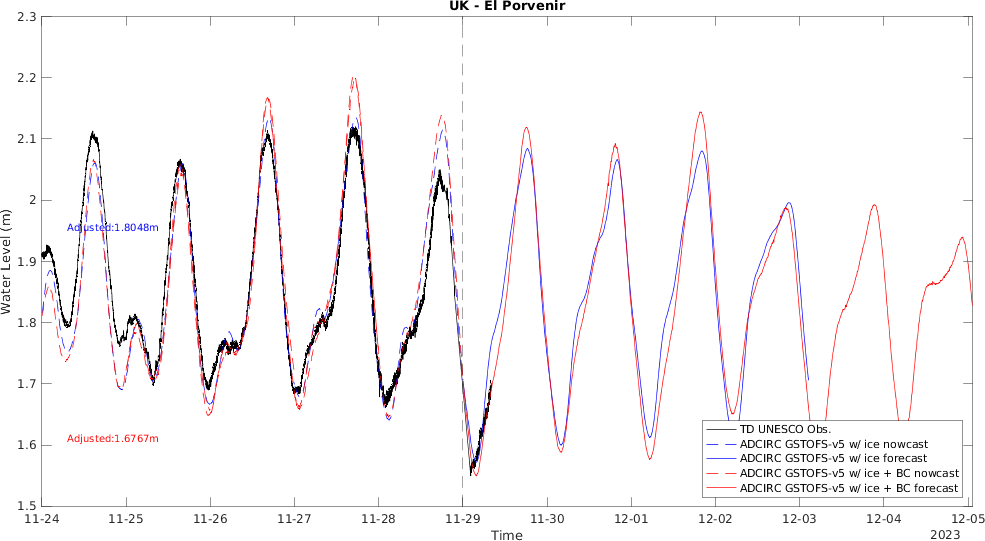 UK - El Porvenir
2.3
2.2
2.1
2
1.9
1.8
1.7
1.6
1.5
Water Level (m)
Adjusted:1.8048m
Adjusted:1.6767m
TD UNESCO Obs.
ADCIRC GSTOFS-v5 w/ ice nowcast
ADCIRC GSTOFS-v5 w/ ice forecast
ADCIRC GSTOFS-v5 w/ ice + BC nowcast
ADCIRC GSTOFS-v5 w/ ice + BC forecast
11-24 11-25 11-26 11-27 11-28 11-29 11-30 12-01 12-02 12-03 12-04 12-05
Time
2023